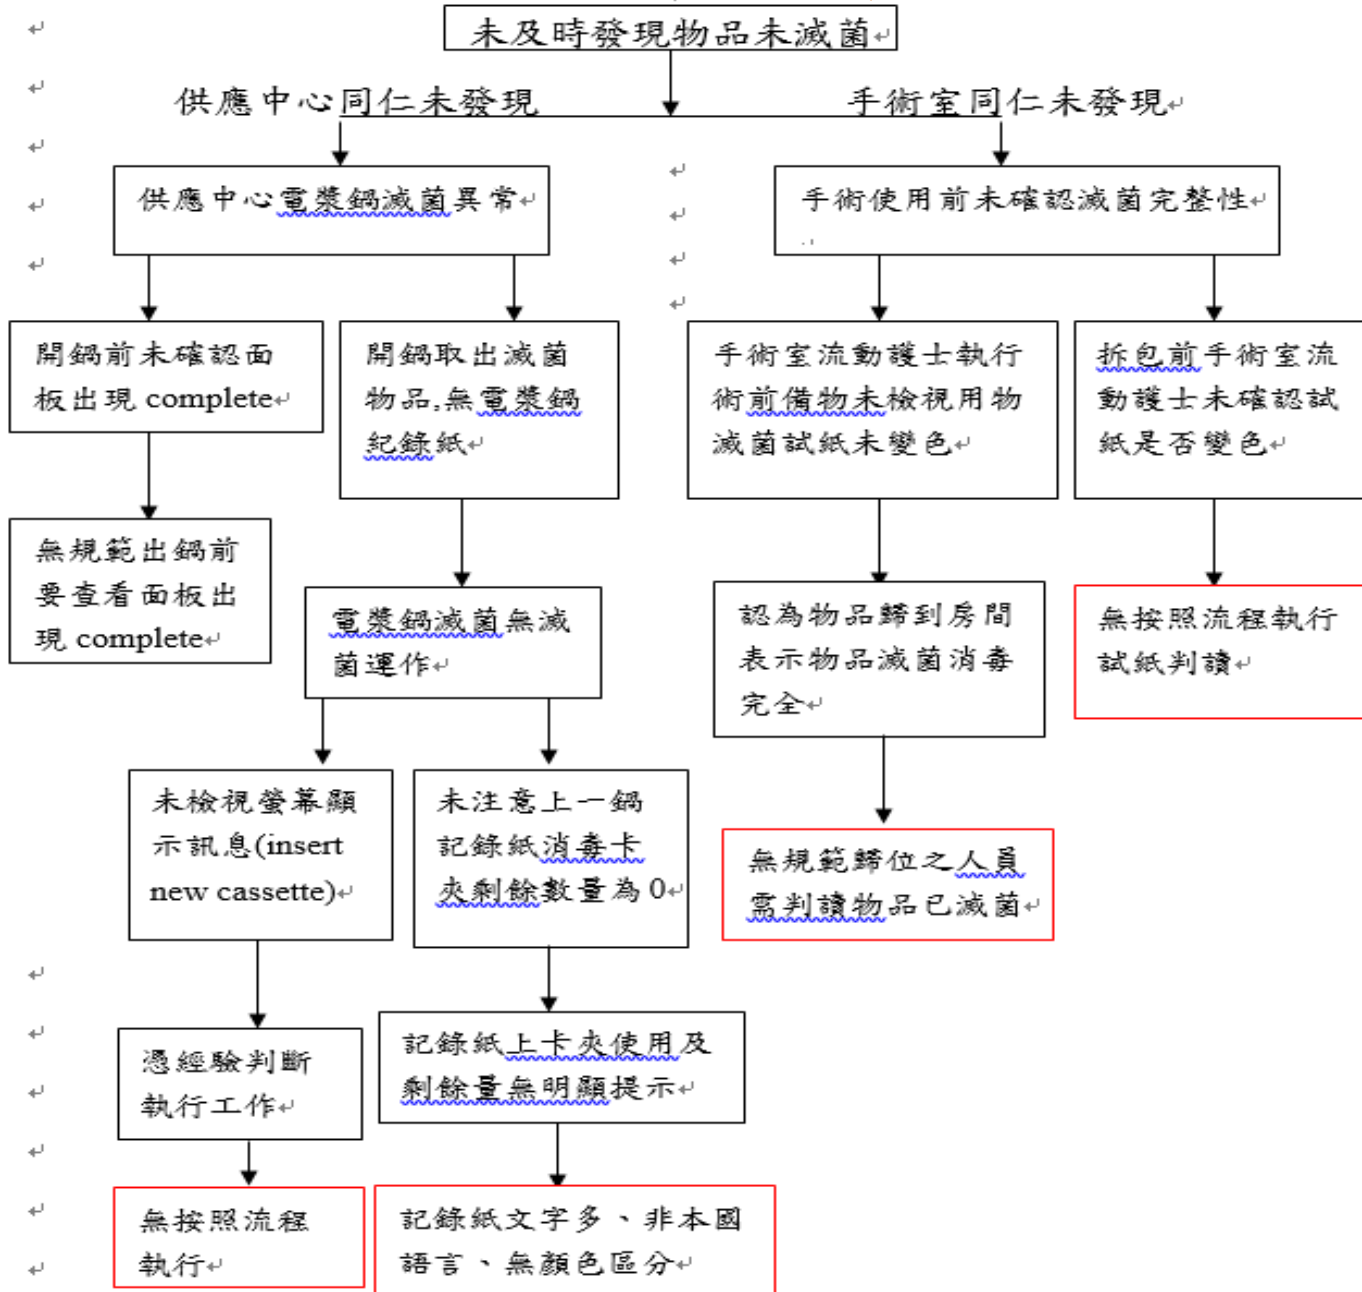 未及時發現物品未滅菌
供應中心同仁未發現
手術室同仁未發現
供應中心電漿鍋滅菌異常
手術使用前未確認滅菌完整性
開鍋前未確認面
板出現 complete
開鍋取出滅菌
物品,無電漿鍋
紀錄紙
手術室流動護士執行
術前備物未檢視用物
滅菌試紙未變色
拆包前手術室流
動護士未確認試
紙是否變色
無規範出鍋前
要查看面板出
現 complete
電漿鍋滅菌無滅
菌運作
認為物品歸到房間
表示物品滅菌消毒
完全
無按照流程執行
試紙判讀
未檢視螢幕顯
示訊息(insert
new cassette)
未注意上一鍋
記錄紙消毒卡
夾剩餘數量為0
無規範歸位之人員
需判讀物品已滅菌
憑經驗判斷
執行工作
記錄紙上卡夾使用及
剩餘量無明顯提示
無按照流程
執行
記錄紙文字多、非本國
語言、無顏色區分